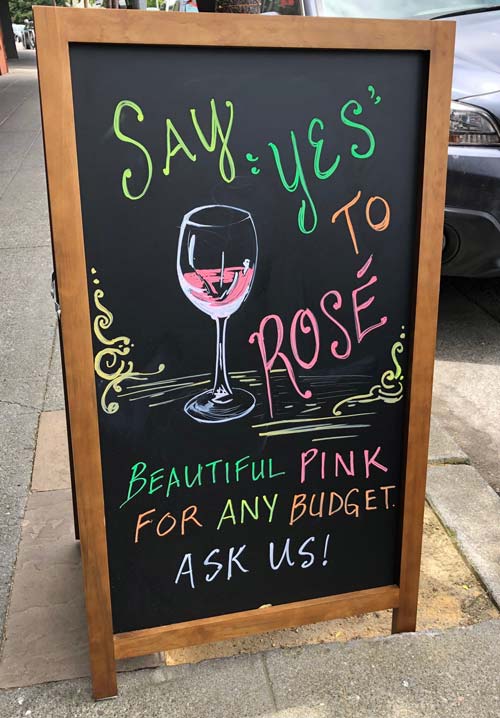 SAY "YES"
TO
ROSÉ
BEAUTIFUL PINK
FOR ANY BUDGET.
ASK US!